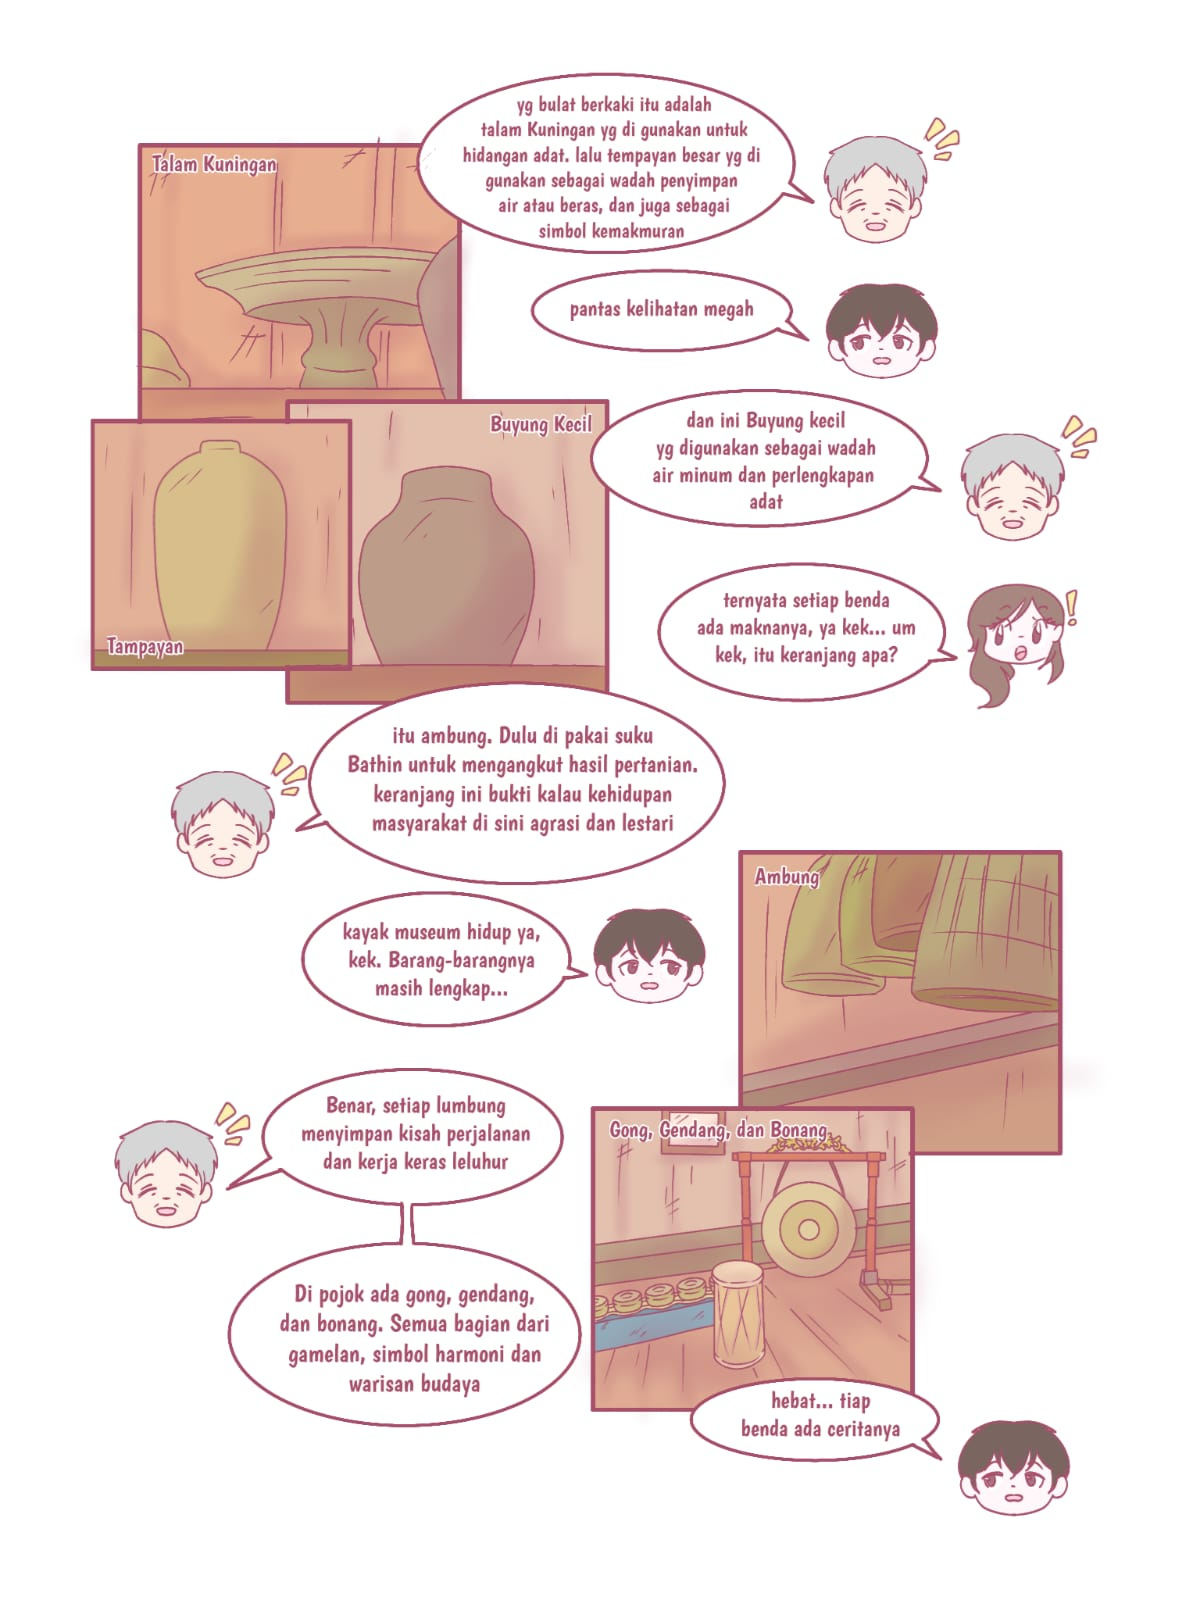 Talam Kuningan
yg bulat berkaki itu adalah
talam Kuningan yg di gunakan untuk
hidangan adat. lalu tempayan besar yg di
gunakan sebagai wadah penyimpan
air atau beras, dan juga sebagai
simbol kemakmuran
pantas kelihatan megah
Buyung Kecil
dan ini Buyung kecil
yg digunakan sebagai wadah
air minum dan perlengkapan
adat
Tampayan
ternyata setiap benda
ada maknanya, ya kek... um
kek, itu keranjang apa?
itu ambung. Dulu di pakai suku
Bathin untuk mengangkut hasil pertanian.
keranjang ini bukti kalau kehidupan
masyarakat di sini agrasi dan lestari
Ambung
kayak museum hidup ya,
kek. Barang-barangnya
masih lengkap...
Benar, setiap lumbung
menyimpan kisah perjalanan
dan kerja keras leluhur
Gong, Gendang, dan Bonang
Di pojok ada gong, gendang,
dan bonang. Semua bagian dari
gamelan, simbol harmoni dan
warisan budaya
hebat... tiap
benda ada ceritanya